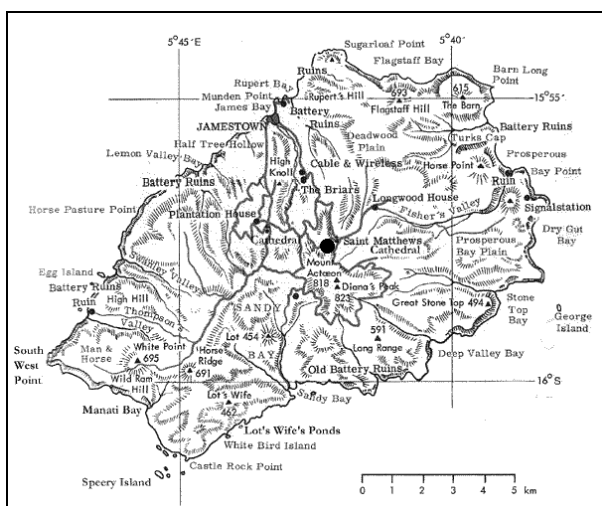 5°45'E
5°40'
Sugarloaf Point
Flagstaff Bay
Ruins
Barn Long
Point
Rupert Bay
693
615
Munden Point
Rupert's Hill
Flagstaff Hill
The Barn
15°55'
James Bay
Battery
Ruins
JAMESTOWN
Deadwood
Plain
Battery Ruins
Turks Cap
Half Tree Hollow
Lemon Valley Bay
High
Knoll
Cable & Wireless
Horse Point
Prosperous
Bay Point
Battery Ruins
The Briars
Ruin
Longwood House
Signalstation
Plantation House
Fisher's Valley
Horse Pasture Point
Cathedral
Saint Matthews
Cathedral
Dry Gut
Bay
Prosperous
Bay Plain
Mount
Actæon
818
Swanley Valley
Egg Island
Diana's Peak
823
Battery Ruins
High Hill
Great Stone Top 494
Stone
Top
Bay
Ruin
Thompson's
Valley
SANDY
BAY
George
Island
591
Long Range
Lot 454
White Point
695
Man &
Horse
Horse
Ridge
691
Deep Valley Bay
South
West
Point
Old Battery Ruins
Wild Ram
Hill
16°S
Lot's Wife
462
Sandy Bay
Manati Bay
Lot's Wife's Ponds
White Bird Island
Castle Rock Point
Speery Island
0 1 2 3 4 5
km